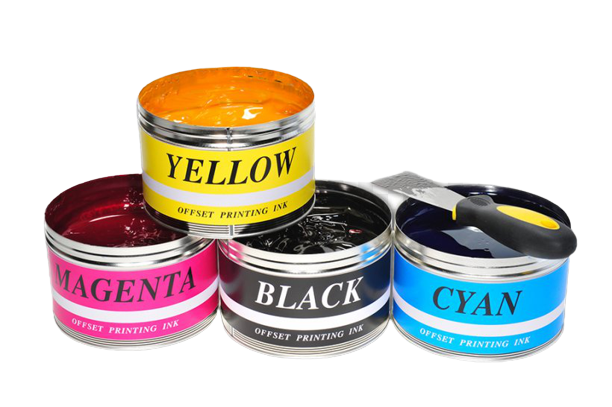 YELLOW
OFFSET PRINTING INK
MAGENTA
OFFSET PRINTING INK
BLACK
OFFSET PRINTING INK
CYAN
OFFSET PRINTING INK